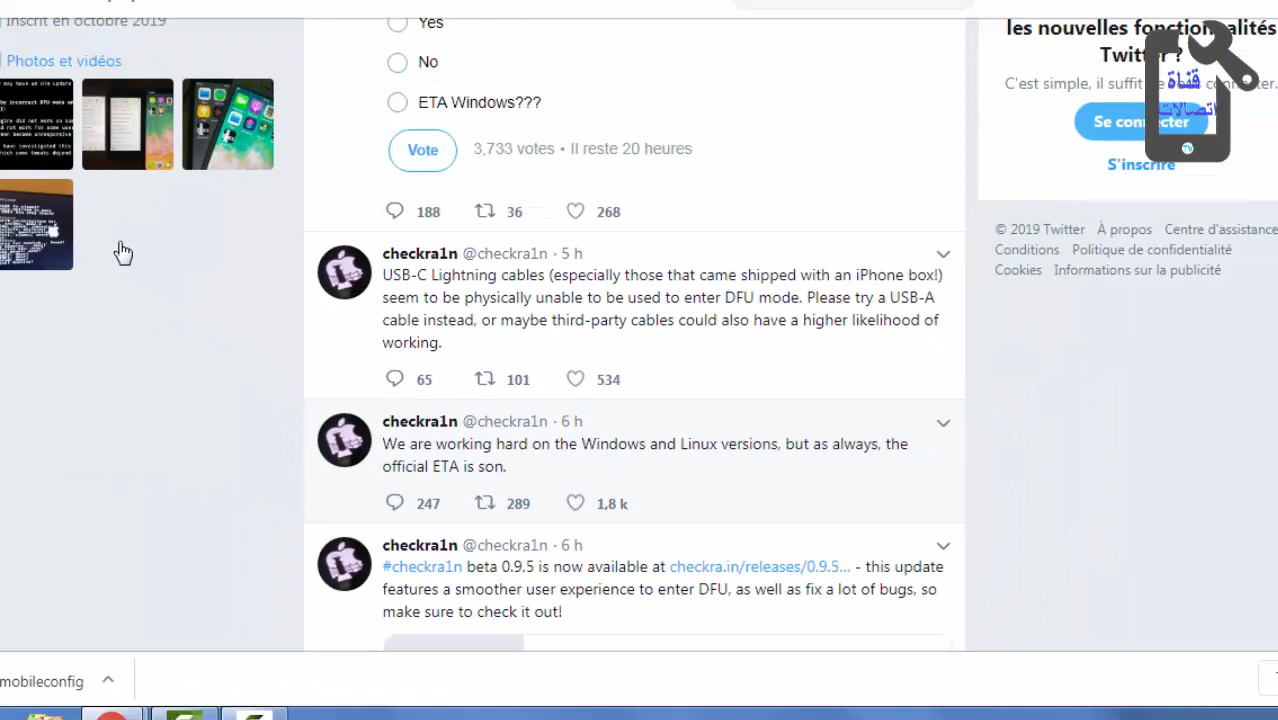 Inscrit en octobre 2019
Photos et vidéos
Yes
No
ETA Windows???
Vote
3,733 votes • Il reste 20 heures
188
36
268
checkra1n @checkra1n · 5 h
USB-C Lightning cables (especially those that came shipped with an iPhone box!)
seem to be physically unable to be used to enter DFU mode. Please try a USB-A
cable instead, or maybe third-party cables could also have a higher likelihood of
working.
65
101
534
checkra1n @checkra1n · 6 h
We are working hard on the Windows and Linux versions, but as always, the
official ETA is son.
247
289
1,8 k
checkra1n @checkra1n · 6 h
#checkra1n beta 0.9.5 is now available at checkra.in/releases/0.9.5... - this update
features a smoother user experience to enter DFU, as well as fix a lot of bugs, so
make sure to check it out!
les nouvelles fonctionnalités
Twitter ?
C'est simple, il suffit de vous connecter.
Se connecter
S'inscrire
قناة
اتصالات
TV
© 2019 Twitter À propos Centre d'assistance
Conditions Politique de confidentialité
Cookies Informations sur la publicité
mobileconfig